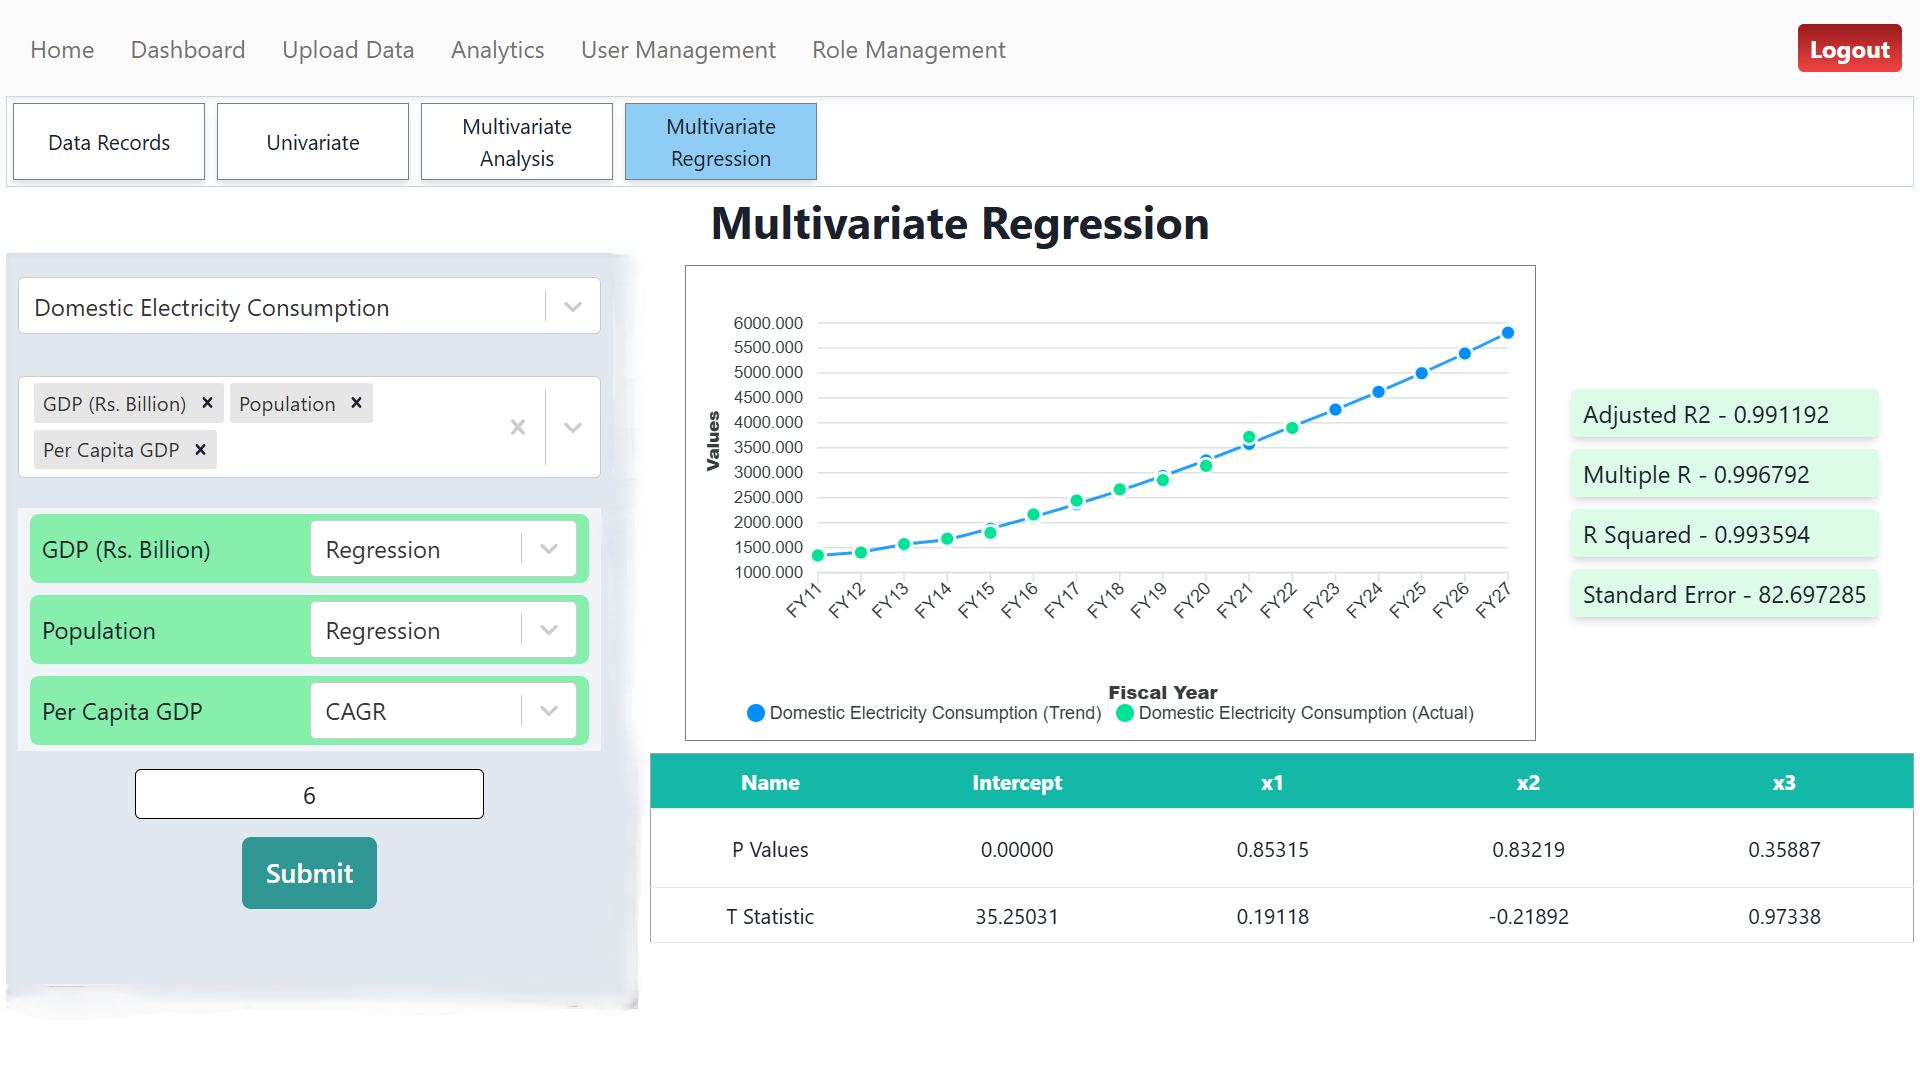 Home Dashboard Upload Data Analytics User Management Role Management Logout
Data Records
Univariate
Multivariate
Analysis
Multivariate
Regression
Multivariate Regression
Domestic Electricity Consumption
GDP (Rs. Billion) × Population ×
Per Capita GDP ×
GDP (Rs. Billion) Regression
Population Regression
Per Capita GDP CAGR
6
Submit
Values
6000.000
5500.000
5000.000
4500.000
4000.000
3500.000
3000.000
2500.000
2000.000
1500.000
1000.000
FY11 FY12 FY13 FY14 FY15 FY16 FY17 FY18 FY19 FY20 FY21 FY22 FY23 FY24 FY25 FY26 FY27
Fiscal Year
Domestic Electricity Consumption (Trend) Domestic Electricity Consumption (Actual)
Adjusted R2 - 0.991192
Multiple R - 0.996792
R Squared - 0.993594
Standard Error - 82.697285
Name Intercept x1 x2 x3
P Values 0.00000 0.85315 0.83219 0.35887
T Statistic 35.25031 0.19118 -0.21892 0.97338